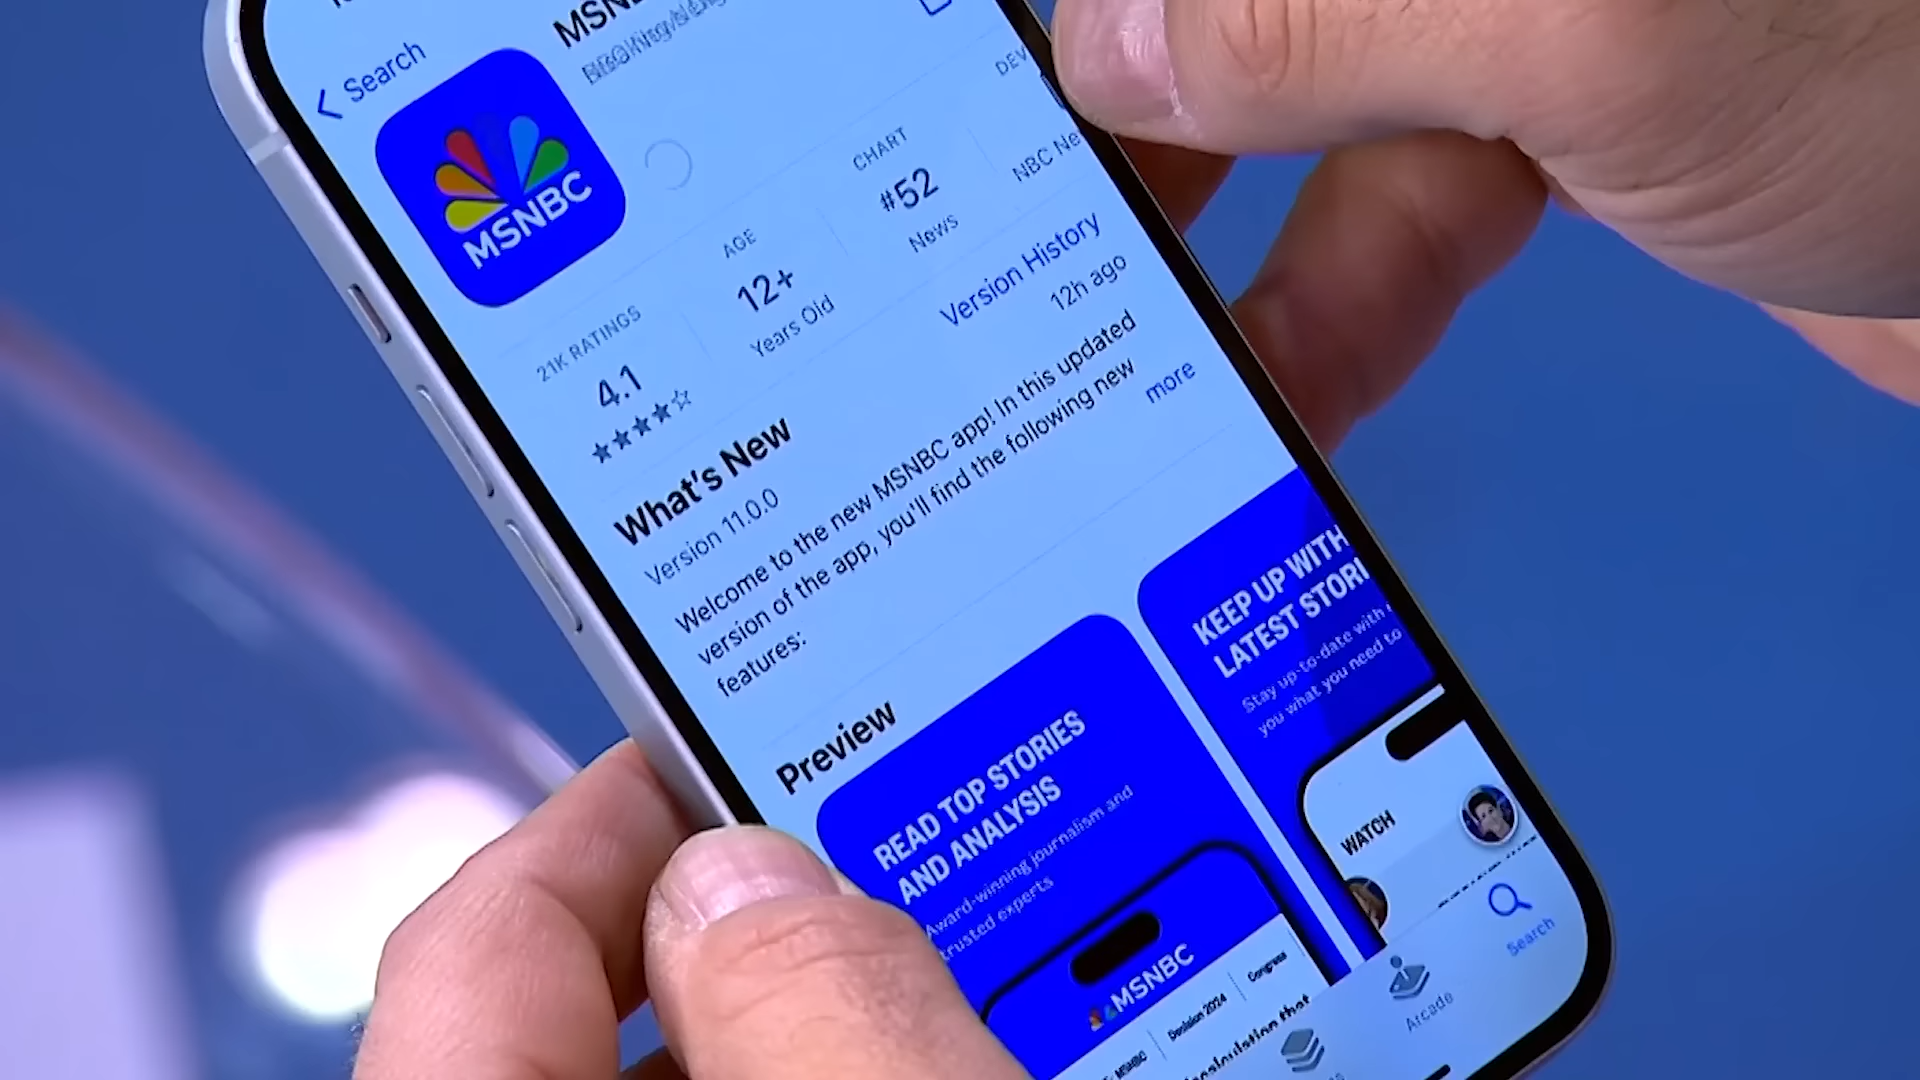 Search
MSNBC
21K RATINGS
4.1
AGE
12+
Years Old
CHART
#52
News
DEV
NBC Ne
What's New
Version History
Version 11.0.0
12h ago
Welcome to the new MSNBC app! In this updated
version of the app, you'll find the following new
features:
more
Preview
READ TOP STORIES
AND ANALYSIS
Award-winning journalism and
trusted experts
MSNBC
MSNBC
Decision 2024
Congress
KEEP UP WITH
LATEST STORI
Stay up-to-date with
you what you need to
WATCH
Arcade
Search